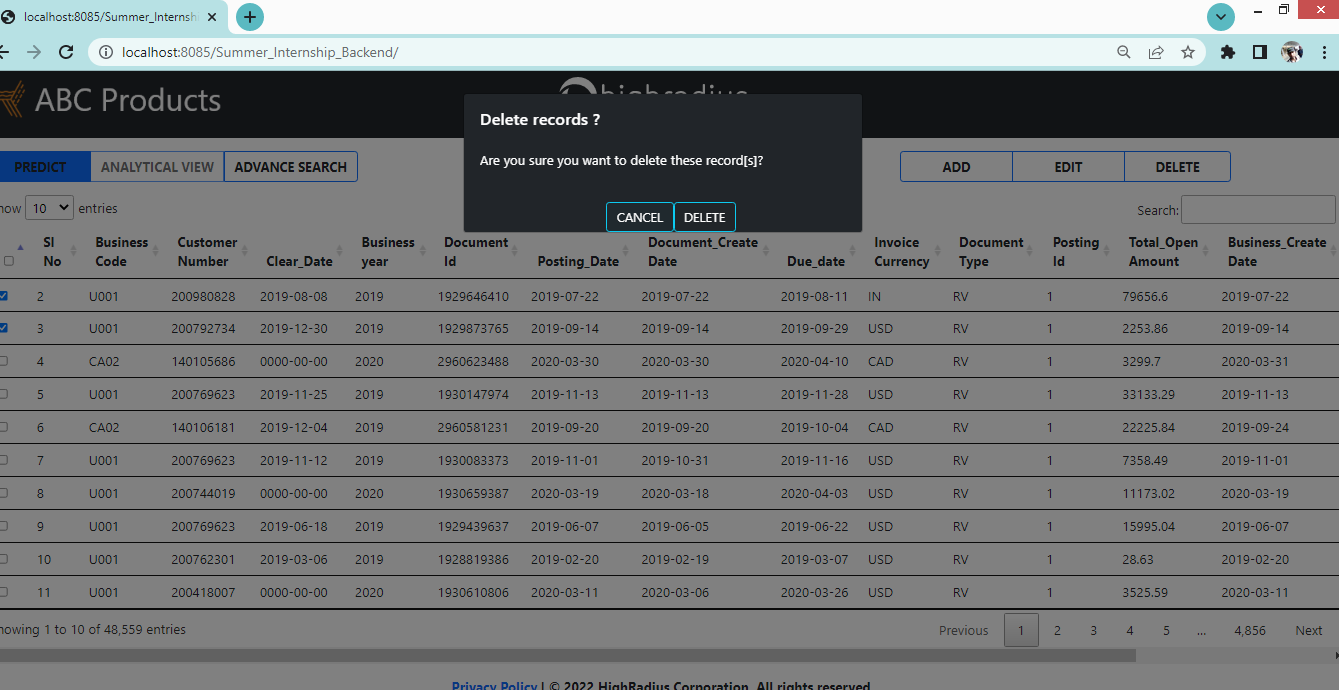 localhost:8085/Summer_Internsh
localhost:8085/Summer_Internship_Backend/
ABC Products
highradius
Delete records ?
Are you sure you want to delete these record[s]?
CANCEL DELETE
PREDICT ANALYTICAL VIEW ADVANCE SEARCH ADD EDIT DELETE
how 10 entries Search:
Sl No Business Code Customer Number Clear_Date Business year Document Id Posting_Date Document_Create Date Due_date Invoice Currency Document Type Posting Id Total_Open Amount Business_Create Date
2 U001 200980828 2019-08-08 2019 1929646410 2019-07-22 2019-07-22 2019-08-11 IN RV 1 79656.6 2019-07-22
3 U001 200792734 2019-12-30 2019 1929873765 2019-09-14 2019-09-14 2019-09-29 USD RV 1 2253.86 2019-09-14
4 CA02 140105686 0000-00-00 2020 2960623488 2020-03-30 2020-03-30 2020-04-10 CAD RV 1 3299.7 2020-03-31
5 U001 200769623 2019-11-25 2019 1930147974 2019-11-13 2019-11-13 2019-11-28 USD RV 1 33133.29 2019-11-13
6 CA02 140106181 2019-12-04 2019 2960581231 2019-09-20 2019-09-20 2019-10-04 CAD RV 1 22225.84 2019-09-24
7 U001 200769623 2019-11-12 2019 1930083373 2019-11-01 2019-10-31 2019-11-16 USD RV 1 7358.49 2019-11-01
8 U001 200744019 0000-00-00 2020 1930659387 2020-03-19 2020-03-18 2020-04-03 USD RV 1 11173.02 2020-03-19
9 U001 200769623 2019-06-18 2019 1929439637 2019-06-07 2019-06-05 2019-06-22 USD RV 1 15995.04 2019-06-07
10 U001 200762301 2019-03-06 2019 1928819386 2019-02-20 2019-02-19 2019-03-07 USD RV 1 28.63 2019-02-20
11 U001 200418007 0000-00-00 2020 1930610806 2020-03-11 2020-03-06 2020-03-26 USD RV 1 3525.59 2020-03-11
howing 1 to 10 of 48,559 entries Previous 1 2 3 4 5 ... 4,856 Next
Privacy Policy | © 2022 HighRadius Corporation. All rights reserved